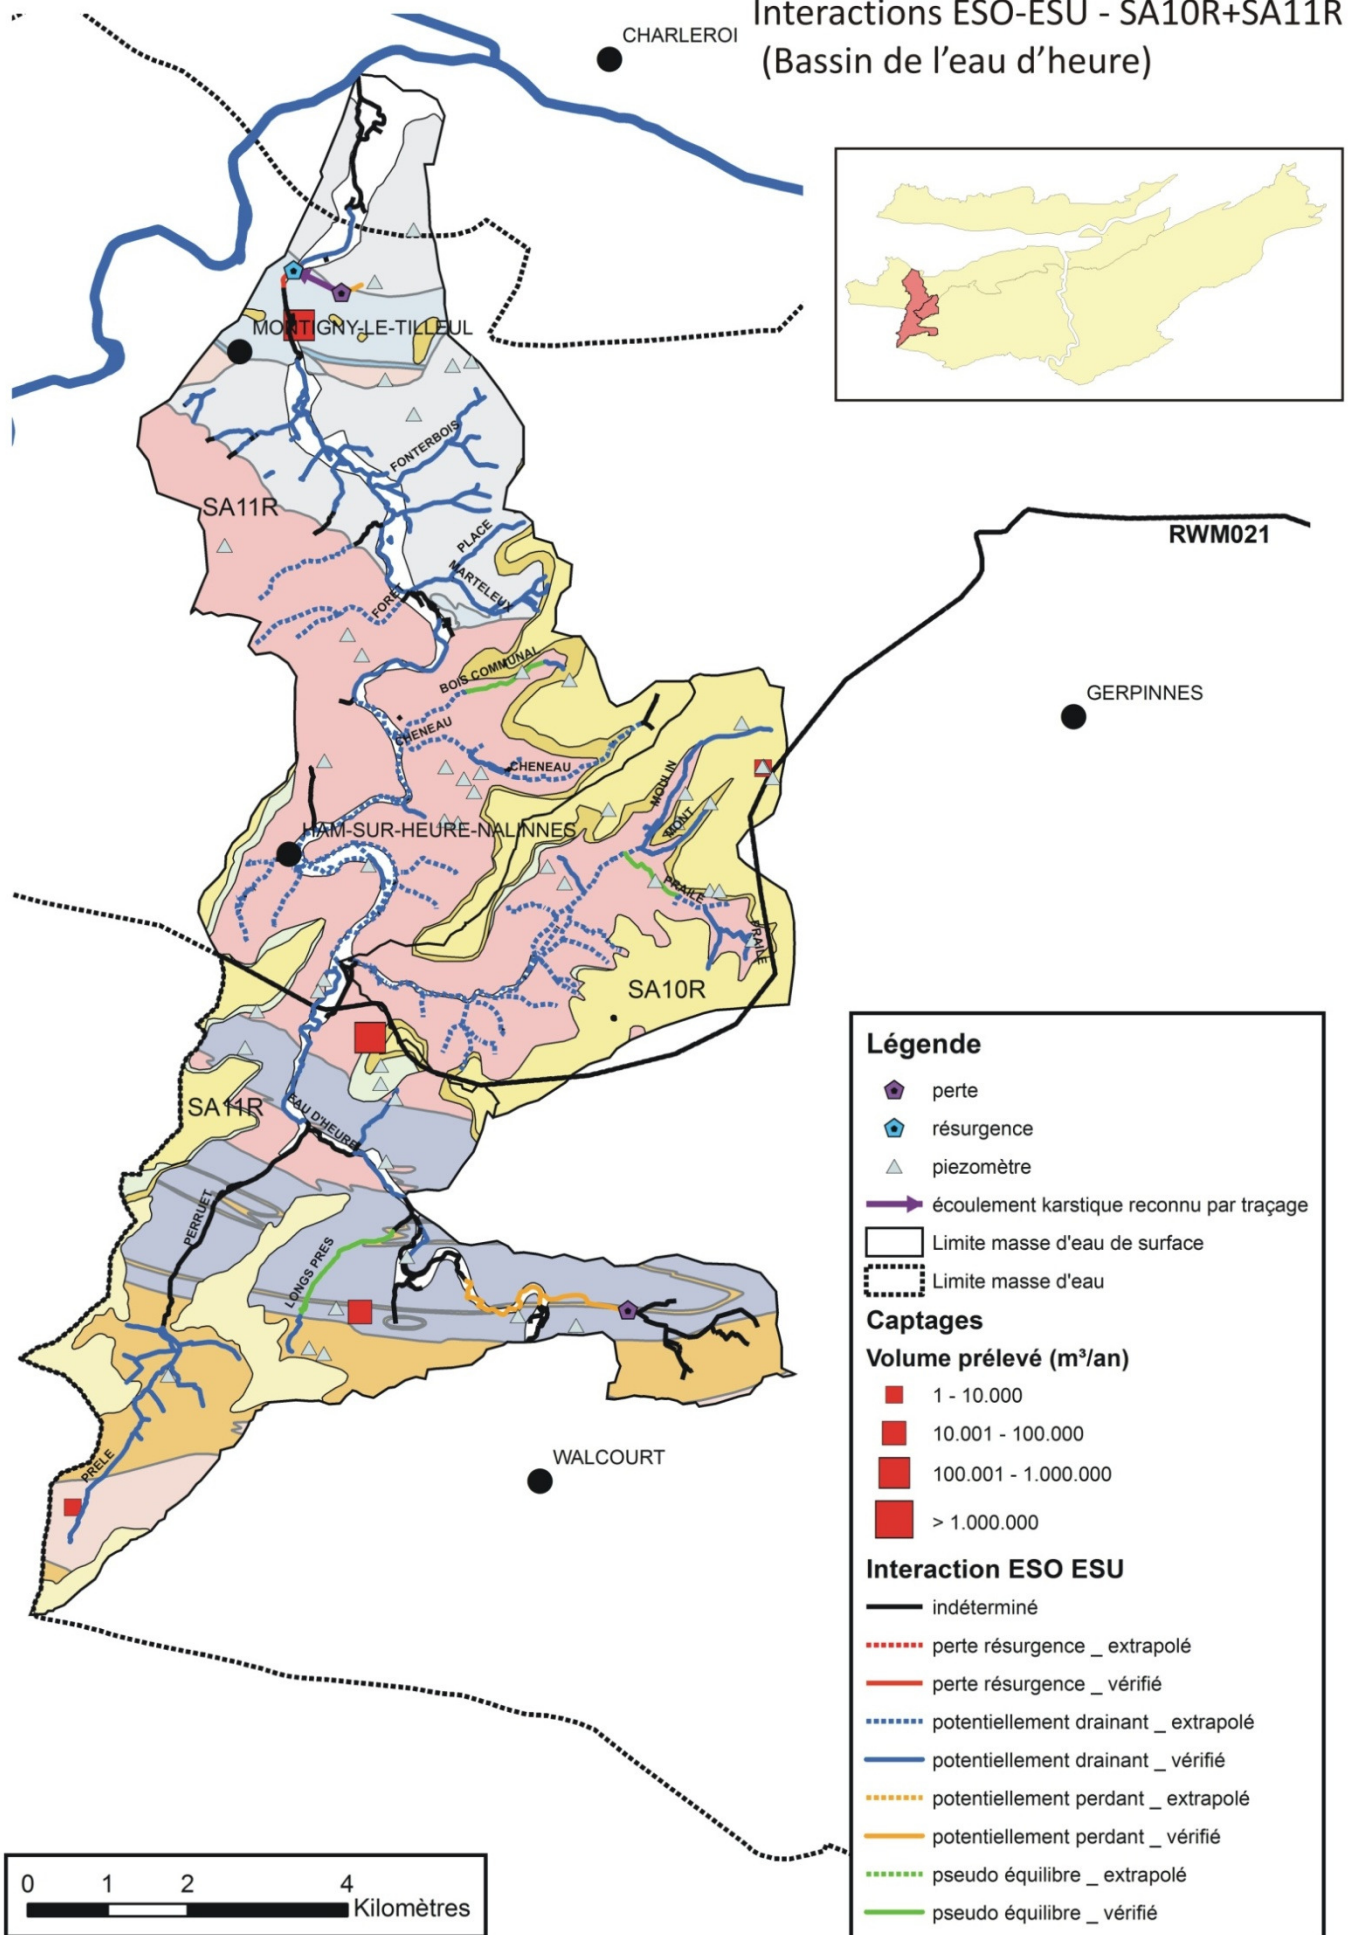 Interactions ESO-ESU - SA10R+SA11R
(Bassin de l'eau d'heure)
CHARLEROI
MONTIGNY-LE-TILLEUL
FONTERBOIS
SA11R
PLACE
RWM021
MARTELEUX
FORET
BOIS COMMUNAL
GERPINNES
CHENEAU
CHENEAU
MOULIN
MONT
HAM-SUR-HEURE-NALINNES
PRAILE
PRAILE
SA10R
SA11R
EAU D'HEURE
PERRUET
LONGS PRES
WALCOURT
PRELE
Légende
perte
résurgence
piezomètre
écoulement karstique reconnu par traçage
Limite masse d'eau de surface
Limite masse d'eau
Captages
Volume prélevé (m³/an)
1 - 10.000
10.001 - 100.000
100.001 - 1.000.000
> 1.000.000
Interaction ESO ESU
indéterminé
perte résurgence _ extrapolé
perte résurgence _ vérifié
potentiellement drainant _ extrapolé
potentiellement drainant _ vérifié
potentiellement perdant _ extrapolé
potentiellement perdant _ vérifié
pseudo équilibre _ extrapolé
pseudo équilibre _ vérifié
0 1 2 4
Kilomètres